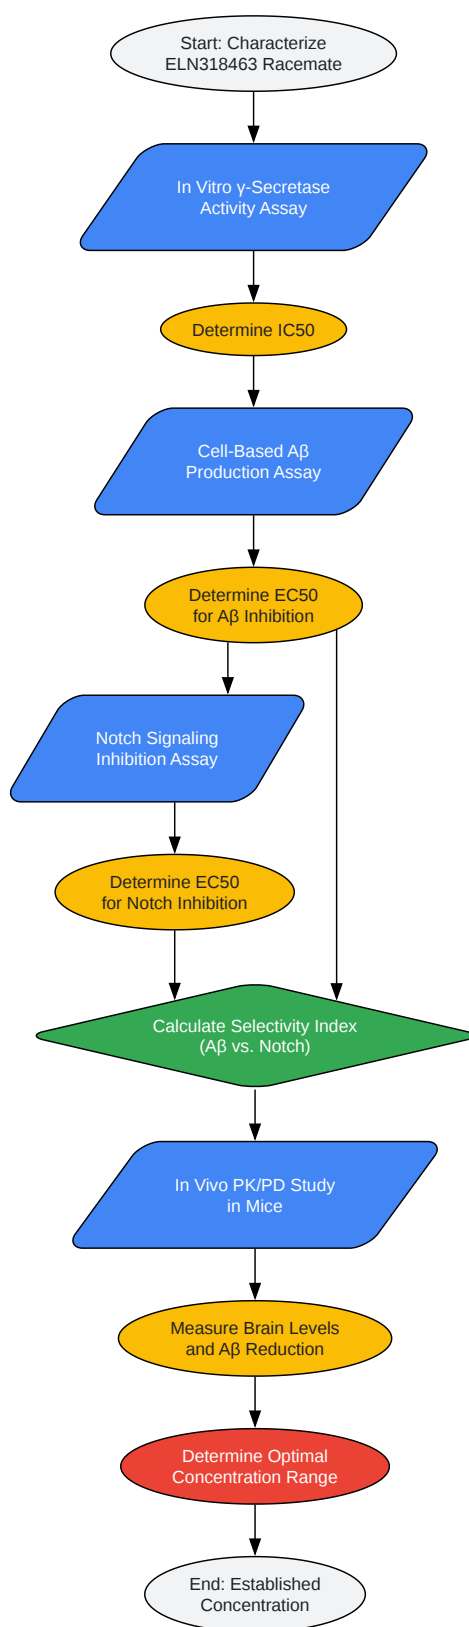 Start: Characterize
ELN318463 Racemate
In Vitro γ-Secretase
Activity Assay
Determine IC50
Cell-Based Aβ
Production Assay
Determine EC50
for Aβ Inhibition
Notch Signaling
Inhibition Assay
Determine EC50
for Notch Inhibition
Calculate Selectivity Index
(Aβ vs. Notch)
In Vivo PK/PD Study
in Mice
Measure Brain Levels
and Aβ Reduction
Determine Optimal
Concentration Range
End: Established
Concentration